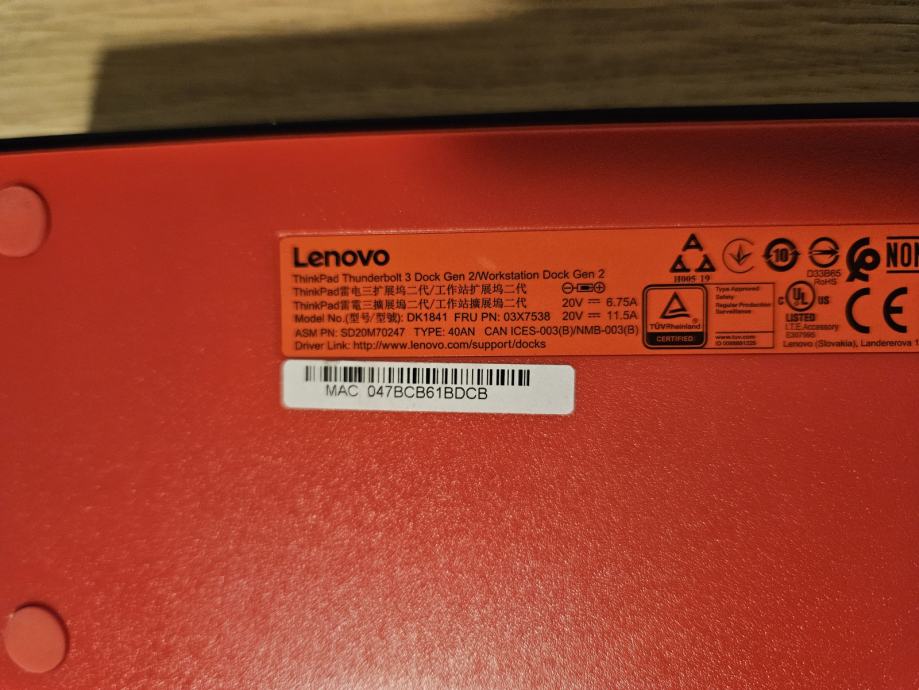 Lenovo
ThinkPad Thunderbolt 3 Dock Gen 2/Workstation Dock Gen 2
ThinkPad雷电三扩展坞二代/工作站扩展坞二代
ThinkPad雷電三擴展塢二代/工作站擴展塢二代
20V 6.75A
Model No.(型号/型號): DK1841 FRU PN: 03X7538 20V 11.5A
ASM PN: SD20M70247 TYPE: 40AN CAN ICES-003(B)/NMB-003(B)
Driver Link: http://www.lenovo.com/support/docks
H005 19
10
D33B65
RoHS
NON
TÜVRheinland
CERTIFIED
Type Approved
Safety
Regular Production
Surveillance
www.tuv.com
C UL US
LISTED
I.T.E.Accessory
CE
Lenovo (Slovakia), Landererova 1
MAC 047BCB61BDCB